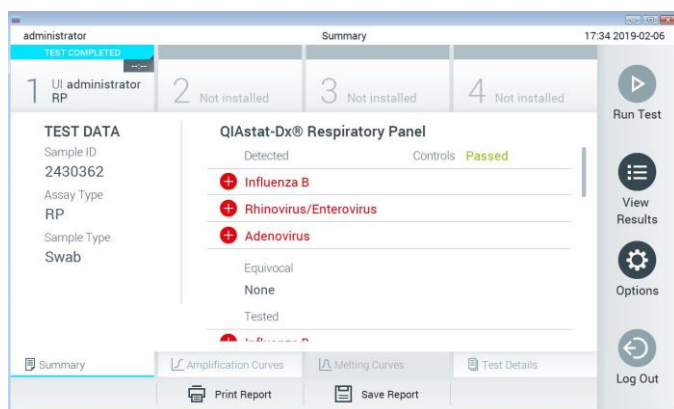 administrator
Summary
17:34 2019-02-06
TEST COMPLETED
--:--
1 UI administrator
RP
2 Not installed
3 Not installed
4 Not installed
Run Test
View
Results
Options
Log Out
TEST DATA
Sample ID
2430362
Assay Type
RP
Sample Type
Swab
QIAstat-Dx® Respiratory Panel
Detected
Controls Passed
Influenza B
Rhinovirus/Enterovirus
Adenovirus
Equivocal
None
Tested
Influenza B
Summary
Amplification Curves
Melting Curves
Test Details
Print Report
Save Report